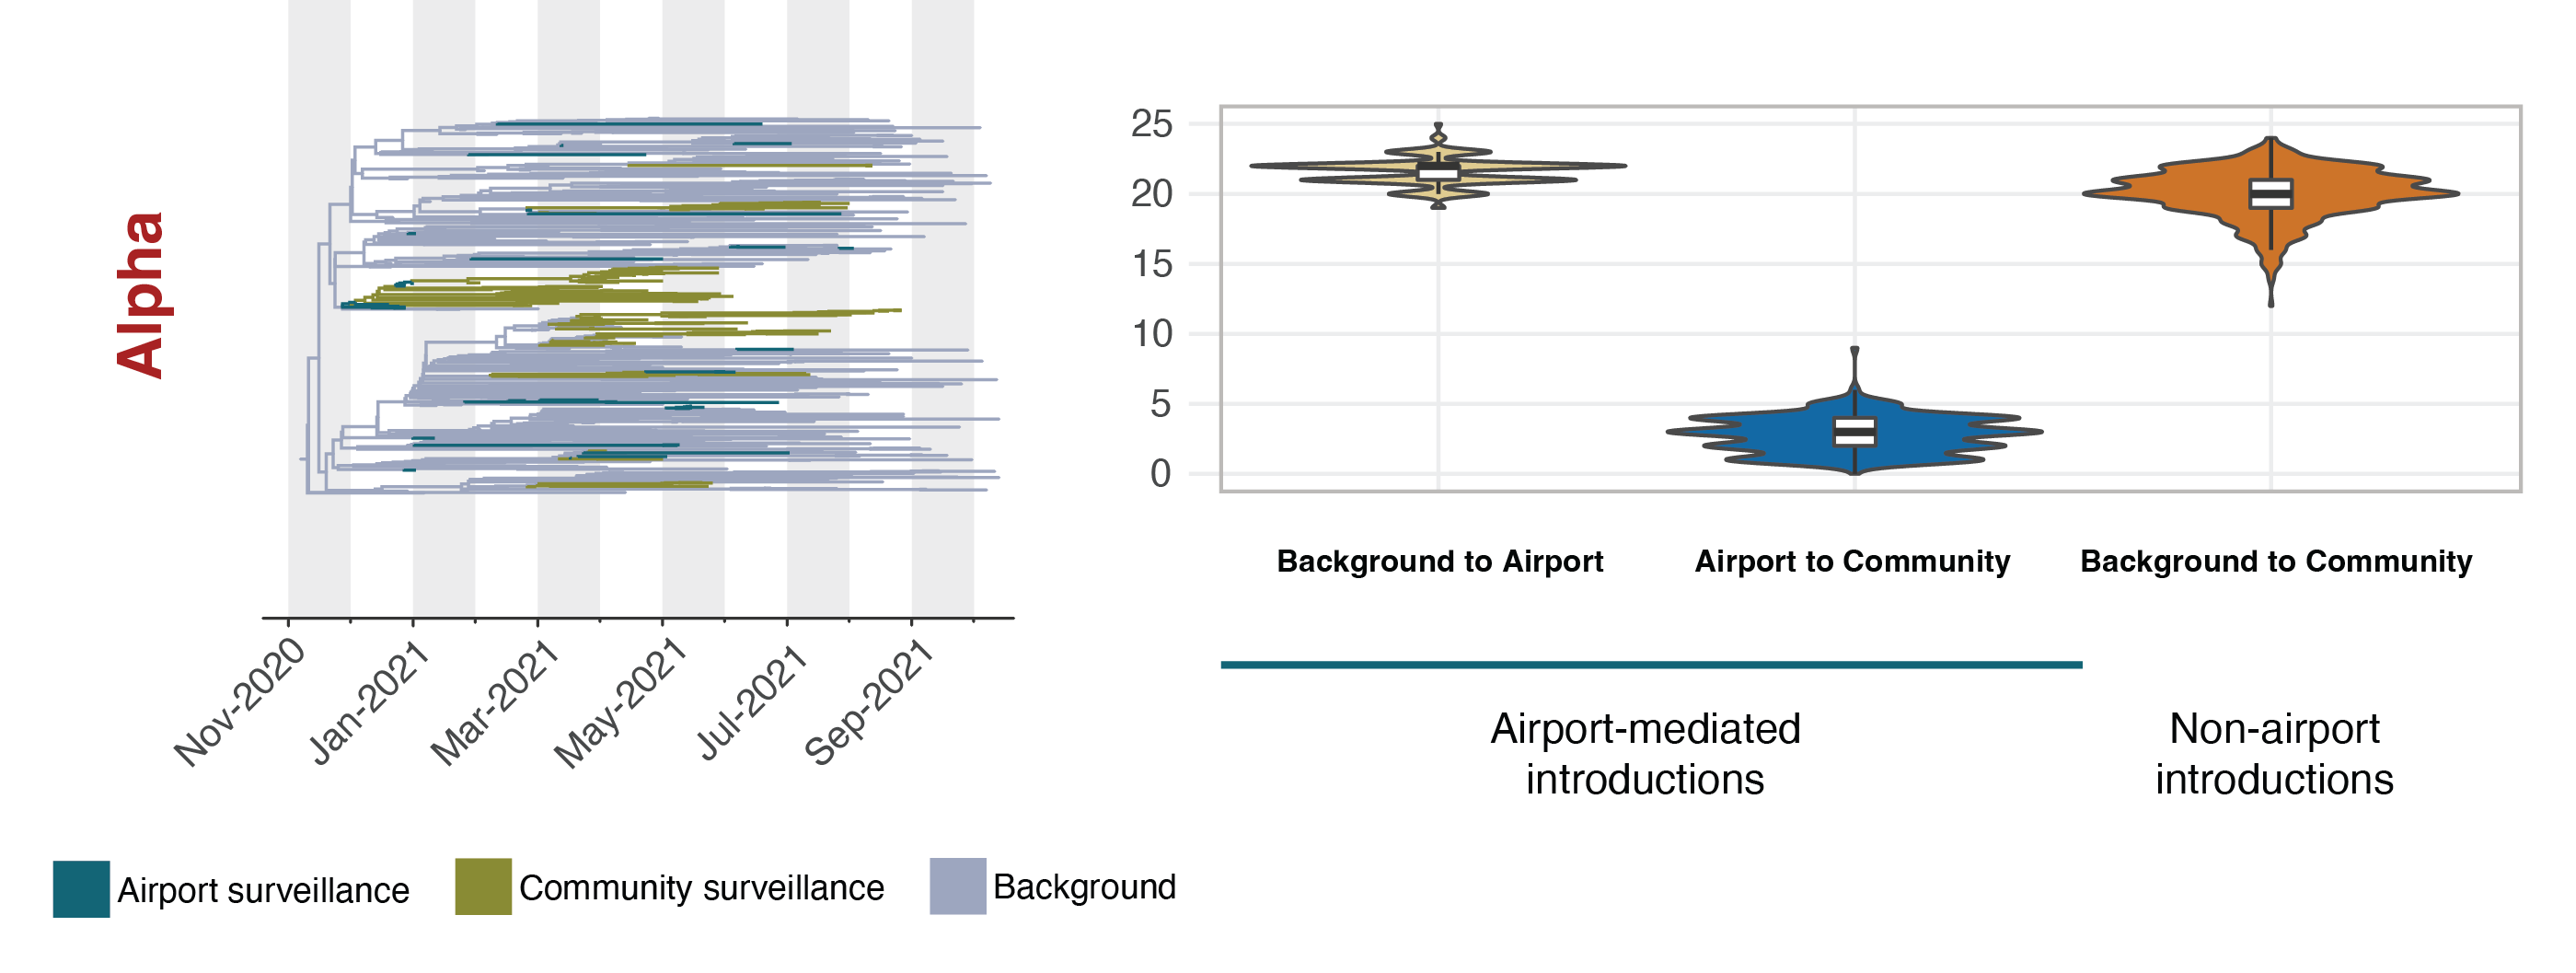 Alpha
Nov-2020
Jan-2021
Mar-2021
May-2021
Jul-2021
Sep-2021
25
20
15
10
5
0
Background to Airport
Airport to Community
Background to Community
Airport-mediated
introductions
Non-airport
introductions
Airport surveillance
Community surveillance
Background